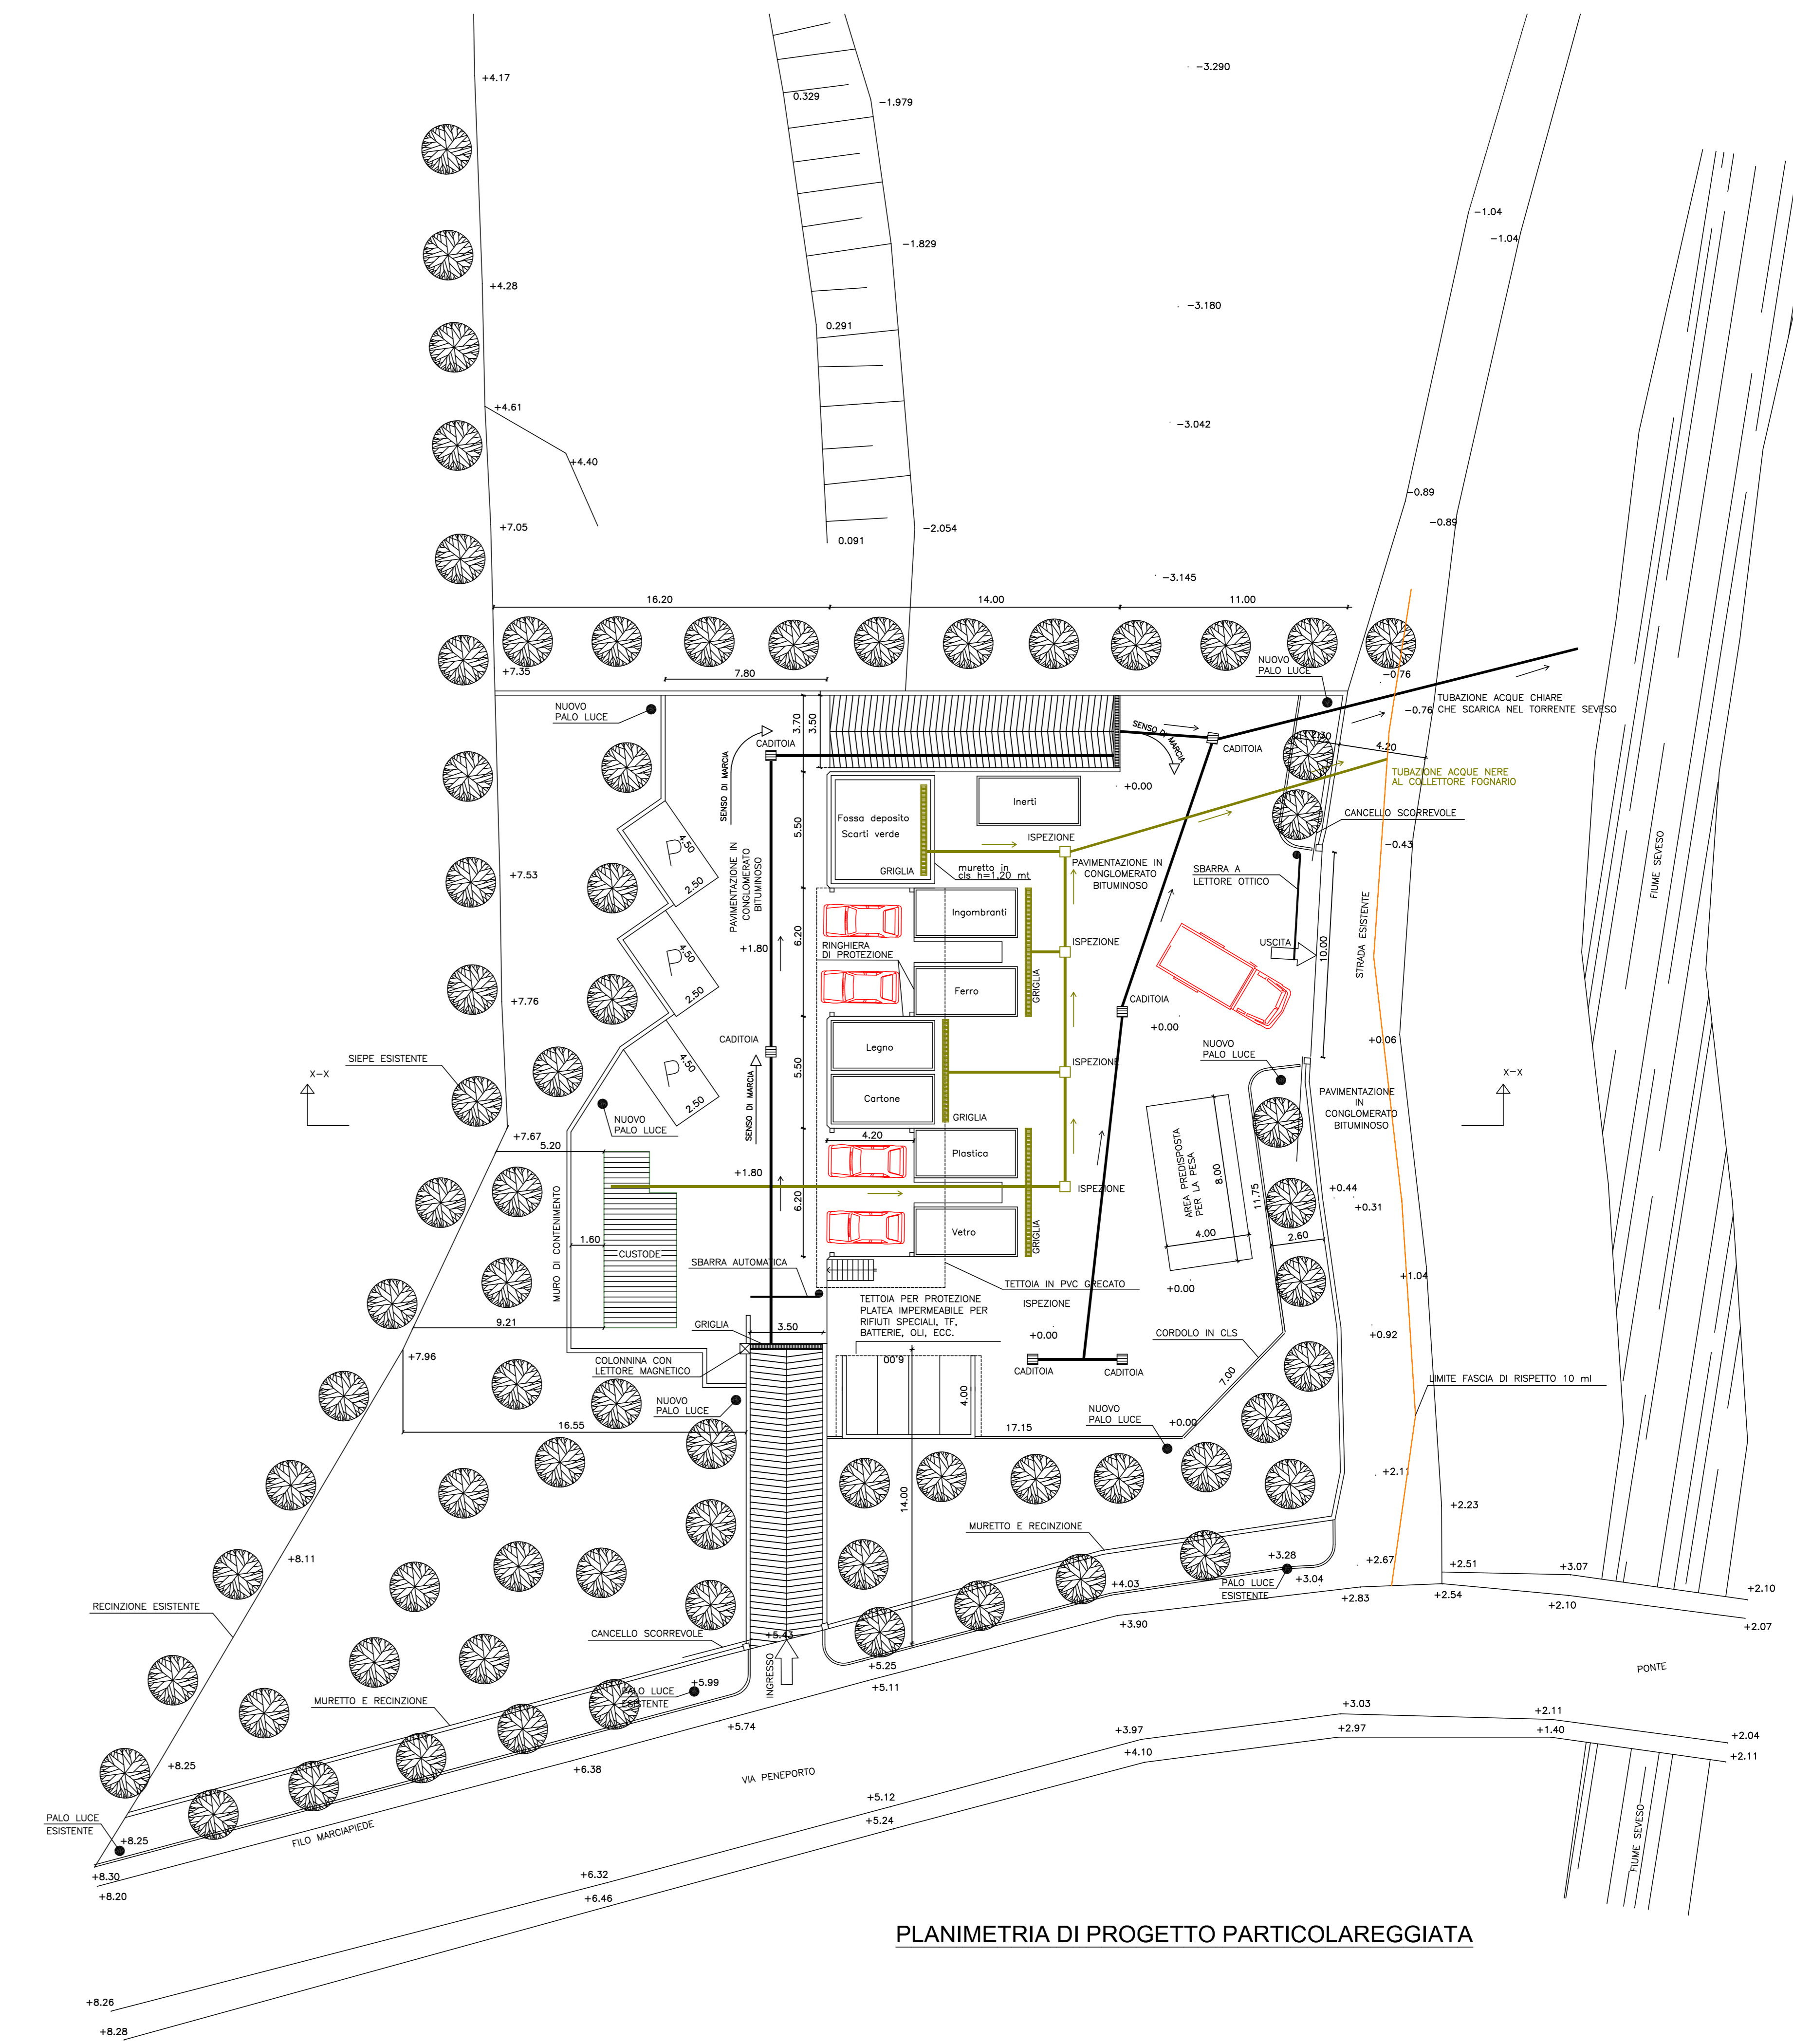 +4.17
0.329
-1.979
-3.290
-1.04
-1.04
-1.829
+4.28
0.291
-3.180
+4.61
+4.40
-3.042
-0.89
-0.89
+7.05
-2.054
0.091
-3.145
16.20
14.00
11.00
+7.35
7.80
NUOVO
PALO LUCE
-0.76
TUBAZIONE ACQUE CHIARE
CHE SCARICA NEL TORRENTE SEVESO
-0.76
NUOVO
PALO LUCE
3.70
3.50
SENSO DI MARCIA
CADITOIA
SENSO DI MARCIA
CADITOIA
2.30
4.20
TUBAZIONE ACQUE NERE
AL COLLETTORE FOGNARIO
+0.00
Inerti
Fossa deposito
Scarti verde
5.50
ISPEZIONE
CANCELLO SCORREVOLE
-0.43
GRIGLIA
muretto in
cls h=1,20 mt
PAVIMENTAZIONE IN
CONGLOMERATO
BITUMINOSO
SBARRA A
LETTORE OTTICO
P
4.50
2.50
+7.53
PAVIMENTAZIONE IN
CONGLOMERATO
BITUMINOSO
FIUME SEVESO
Ingombranti
6.20
+1.80
RINGHIERA
DI PROTEZIONE
ISPEZIONE
USCITA
10.00
STRADA ESISTENTE
P
4.50
2.50
Ferro
GRIGLIA
+7.76
CADITOIA
+0.00
CADITOIA
Legno
+0.06
NUOVO
PALO LUCE
SIEPE ESISTENTE
X-X
X-X
P
4.50
2.50
5.50
ISPEZIONE
SENSO DI MARCIA
Cartone
GRIGLIA
NUOVO
PALO LUCE
PAVIMENTAZIONE
IN
CONGLOMERATO
BITUMINOSO
+7.67
5.20
4.20
Plastica
+1.80
ISPEZIONE
AREA PREDISPOSTA
PER LA PESA
8.00
11.75
4.00
2.60
+0.44
+0.31
MURO DI CONTENIMENTO
1.60
CUSTODE
6.20
Vetro
GRIGLIA
SBARRA AUTOMATICA
TETTOIA IN PVC GRECATO
+0.00
+1.04
TETTOIA PER PROTEZIONE
PLATEA IMPERMEABILE PER
RIFIUTI SPECIALI, TF,
BATTERIE, OLI, ECC.
ISPEZIONE
9.21
GRIGLIA
3.50
+0.00
CORDOLO IN CLS
+0.92
+7.96
COLONNINA CON
LETTORE MAGNETICO
6.00
CADITOIA
CADITOIA
7.00
LIMITE FASCIA DI RISPETTO 10 ml
NUOVO
PALO LUCE
4.00
NUOVO
PALO LUCE
16.55
17.15
+0.00
+2.11
14.00
+2.23
MURETTO E RECINZIONE
+8.11
+3.28
+2.67
+2.51
+3.07
+4.03
PALO LUCE
ESISTENTE
+3.04
+2.83
+2.54
+2.10
+2.10
RECINZIONE ESISTENTE
CANCELLO SCORREVOLE
+5.43
+3.90
+2.07
INGRESSO
+5.25
+5.11
PONTE
+5.99
PALO LUCE
ESISTENTE
MURETTO E RECINZIONE
+5.74
+3.97
+3.03
+2.11
+2.04
+4.10
+2.97
+1.40
+2.11
+8.25
+6.38
VIA PENEPORTO
+5.12
+5.24
PALO LUCE
ESISTENTE
+8.25
FILO MARCIAPIEDE
FIUME SEVESO
+8.30
+8.20
+6.32
+6.46
PLANIMETRIA DI PROGETTO PARTICOLAREGGIATA
+8.26
+8.28